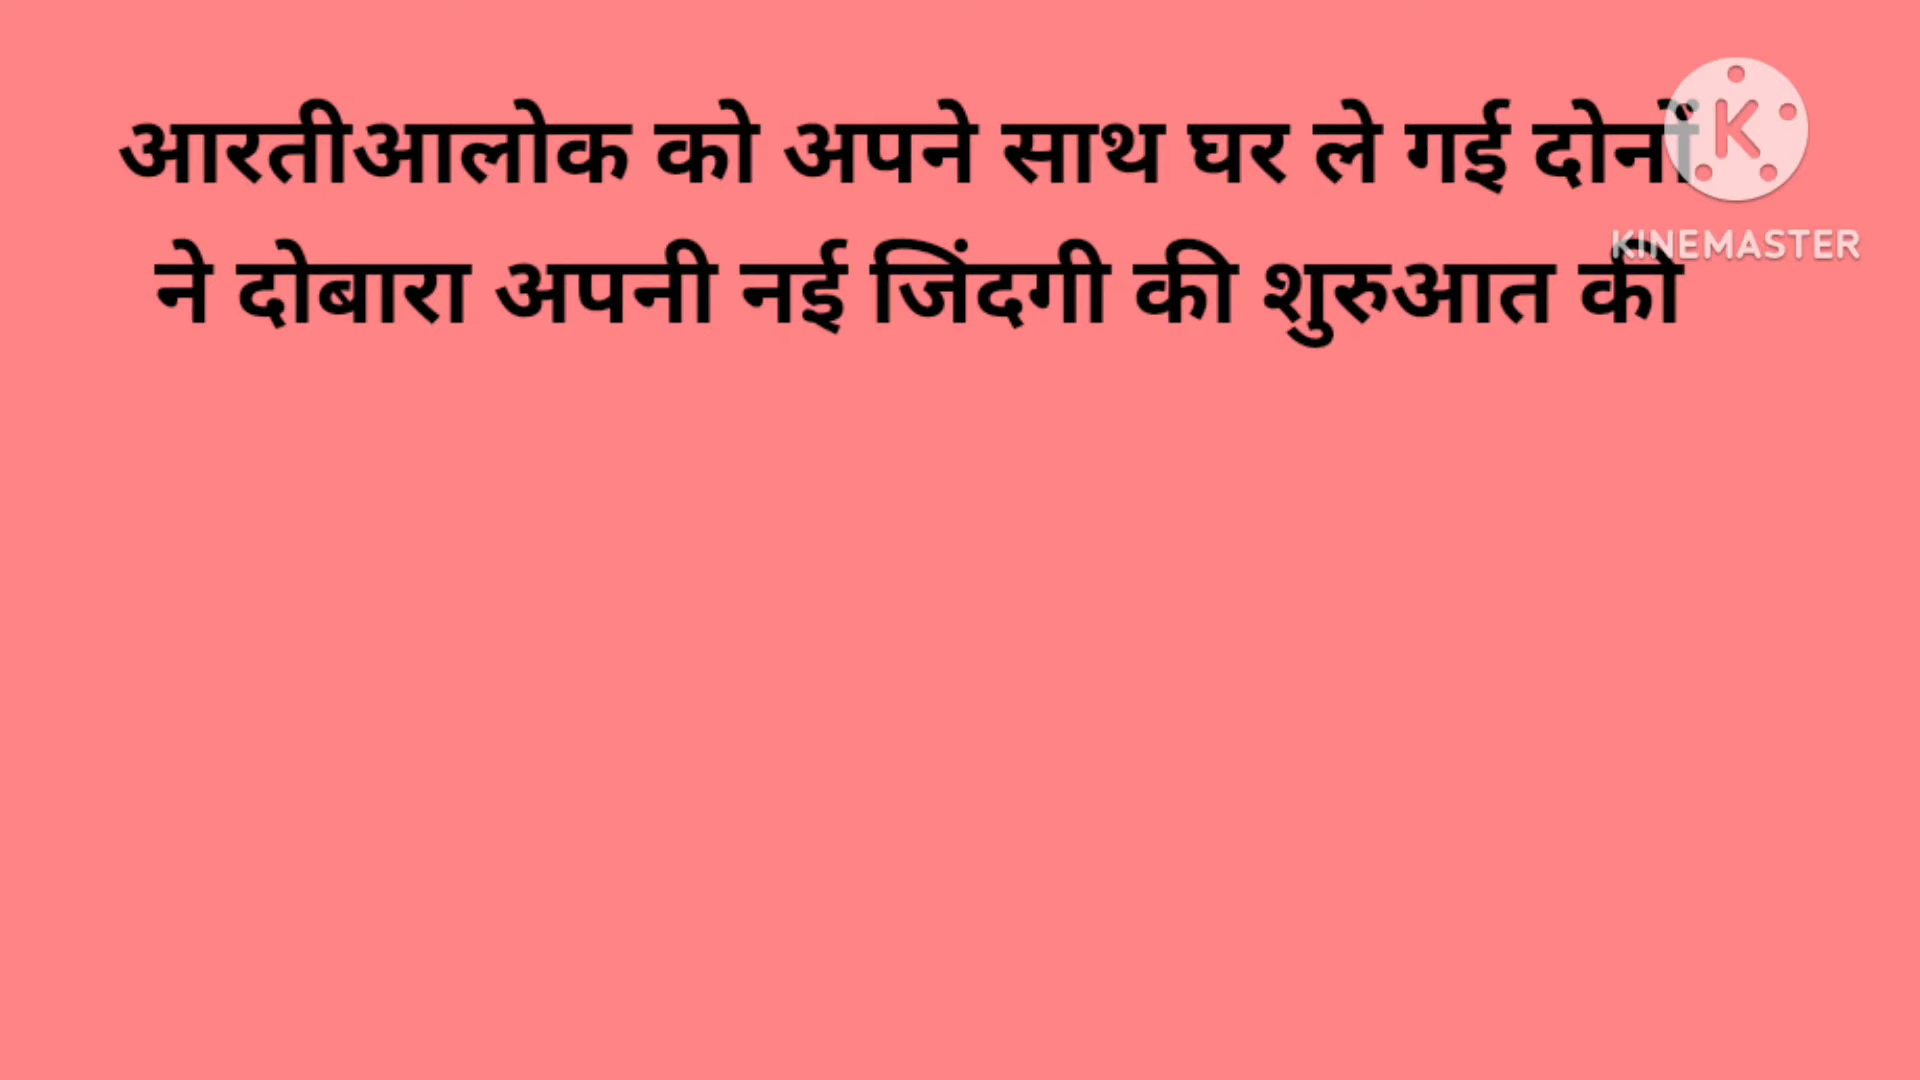 आरतीआलोक को अपने साथ घर ले गई दोनों
ने दोबारा अपनी नई जिंदगी की शुरुआत की
KINEMASTER